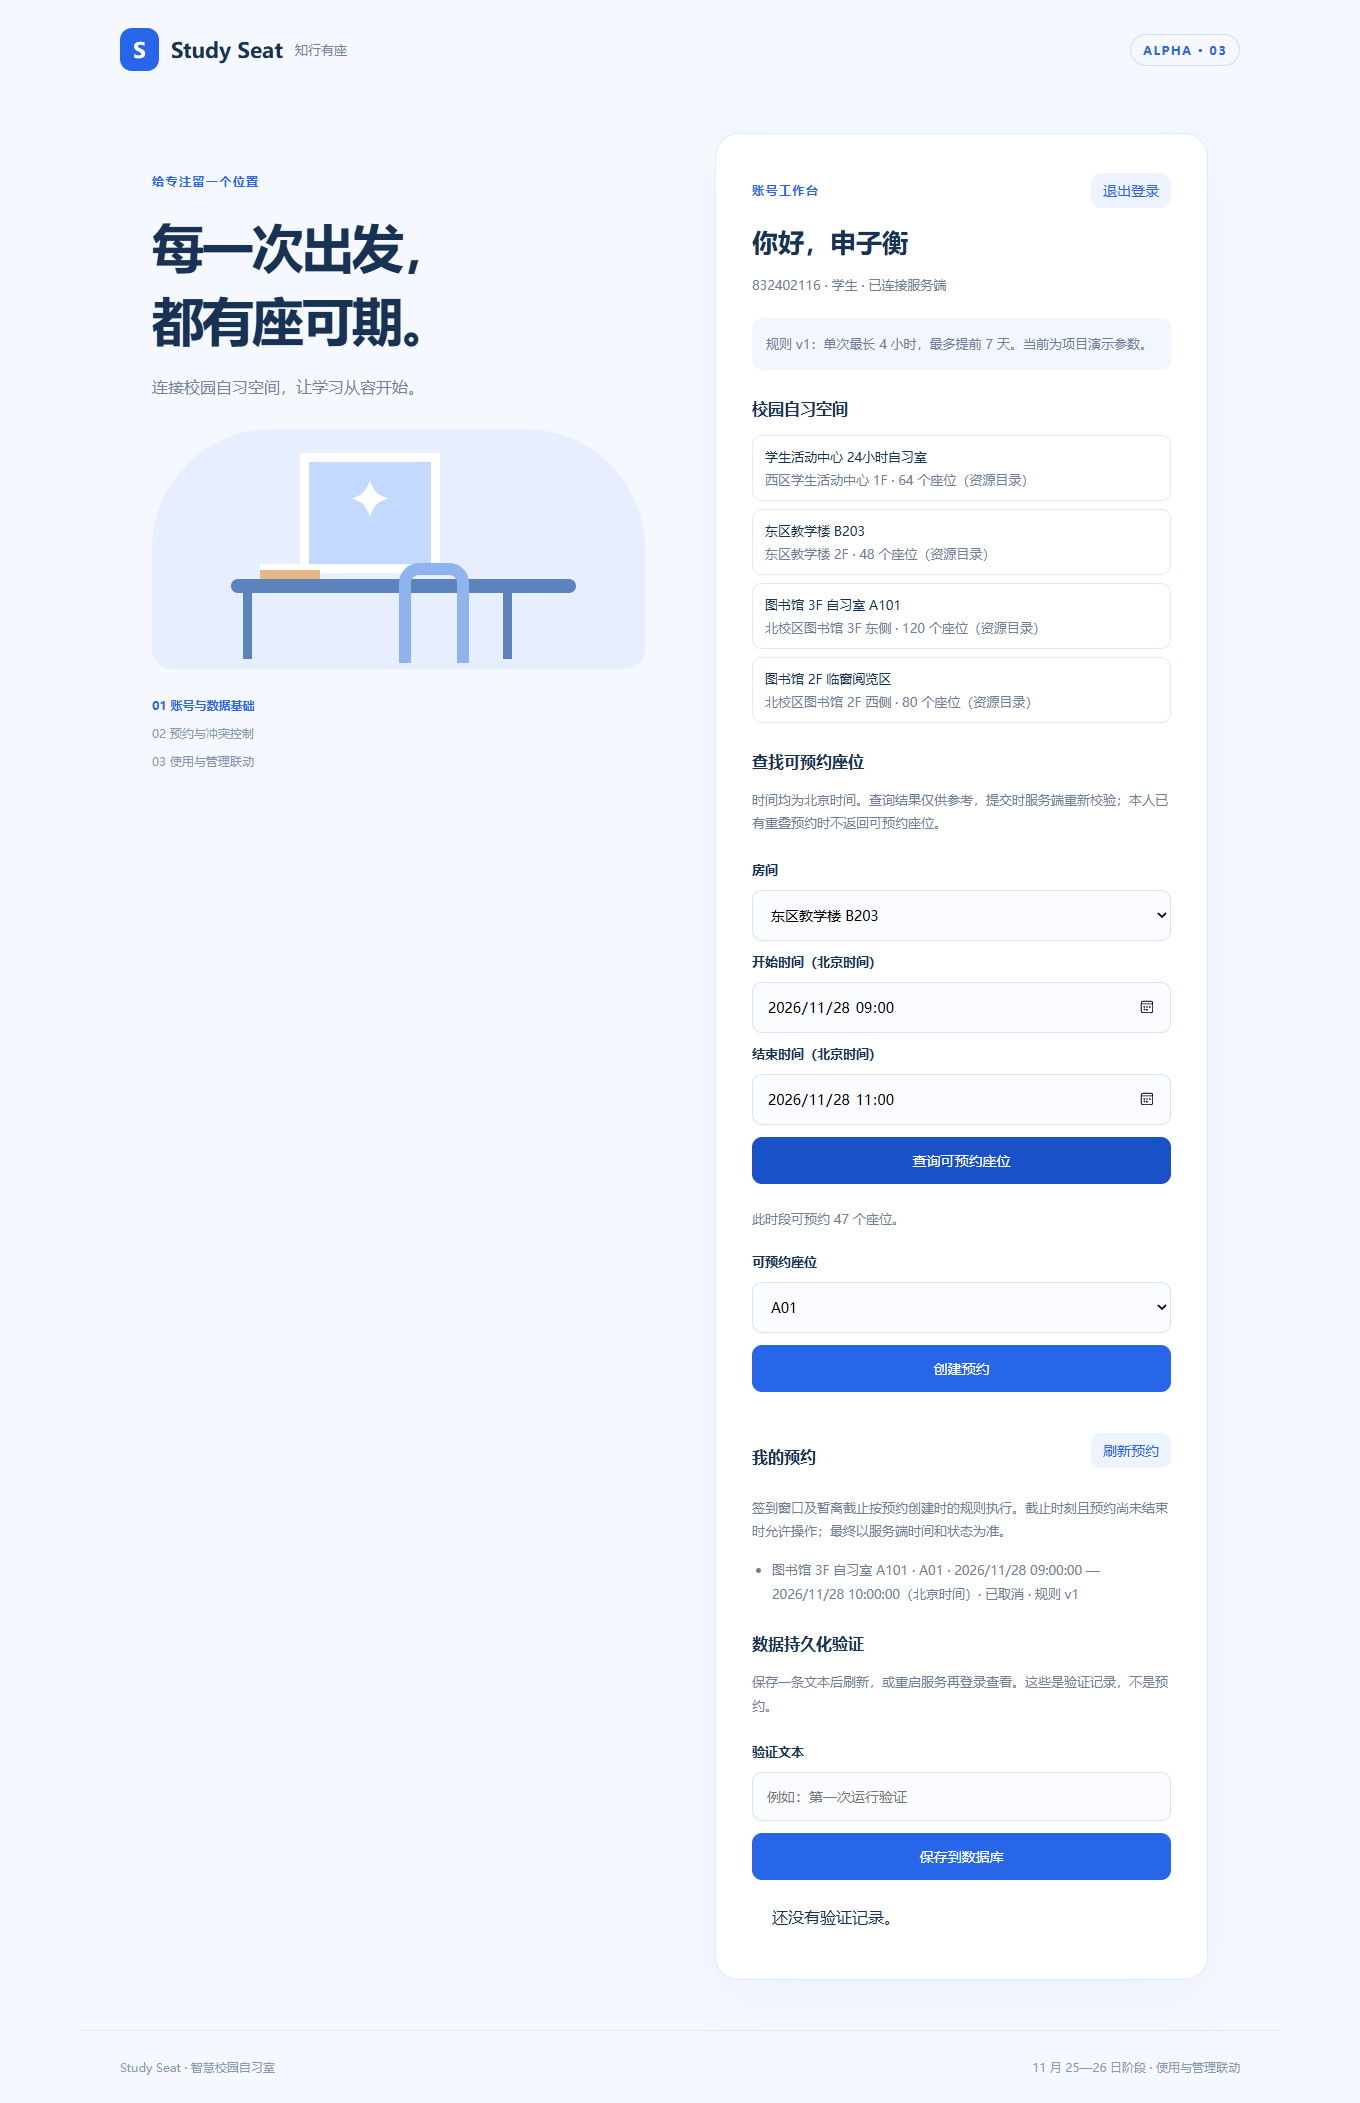 S Study Seat 知行有座
ALPHA • 03
给专注留一个位置
每一次出发，
都有座可期。
连接校园自习空间，让学习从容开始。
01 账号与数据基础
02 预约与冲突控制
03 使用与管理联动
账号工作台
退出登录
你好，申子衡
832402116 · 学生 · 已连接服务端
规则 v1：单次最长 4 小时，最多提前 7 天。当前为项目演示参数。
校园自习空间
学生活动中心 24小时自习室
西区学生活动中心 1F · 64 个座位（资源目录）
东区教学楼 B203
东区教学楼 2F · 48 个座位（资源目录）
图书馆 3F 自习室 A101
北校区图书馆 3F 东侧 · 120 个座位（资源目录）
图书馆 2F 临窗阅览区
北校区图书馆 2F 西侧 · 80 个座位（资源目录）
查找可预约座位
时间均为北京时间。查询结果仅供参考，提交时服务端重新校验；本人已
有重叠预约时不返回可预约座位。
房间
东区教学楼 B203
开始时间（北京时间）
2026/11/28 09:00
结束时间（北京时间）
2026/11/28 11:00
查询可预约座位
此时段可预约 47 个座位。
可预约座位
A01
创建预约
我的预约
刷新预约
签到窗口及暂离截止按预约创建时的规则执行。截止时刻且预约尚未结束
时允许操作；最终以服务端时间和状态为准。
• 图书馆 3F 自习室 A101 · A01 · 2026/11/28 09:00:00 —
2026/11/28 10:00:00（北京时间）· 已取消 · 规则 v1
数据持久化验证
保存一条文本后刷新，或重启服务再登录查看。这些是验证记录，不是预
约。
验证文本
例如：第一次运行验证
保存到数据库
还没有验证记录。
Study Seat · 智慧校园自习室
11 月 25—26 日阶段 · 使用与管理联动